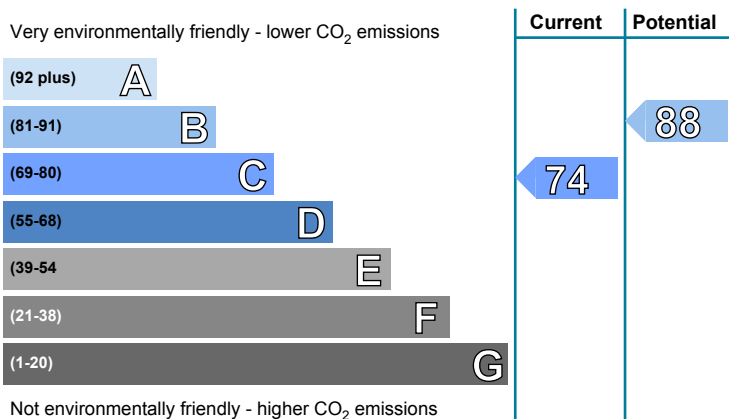 Current Potential
Very environmentally friendly - lower CO2 emissions
(92 plus) A
(81-91) B
88
(69-80) C
74
(55-68) D
(39-54 E
(21-38) F
(1-20) G
Not environmentally friendly - higher CO2 emissions